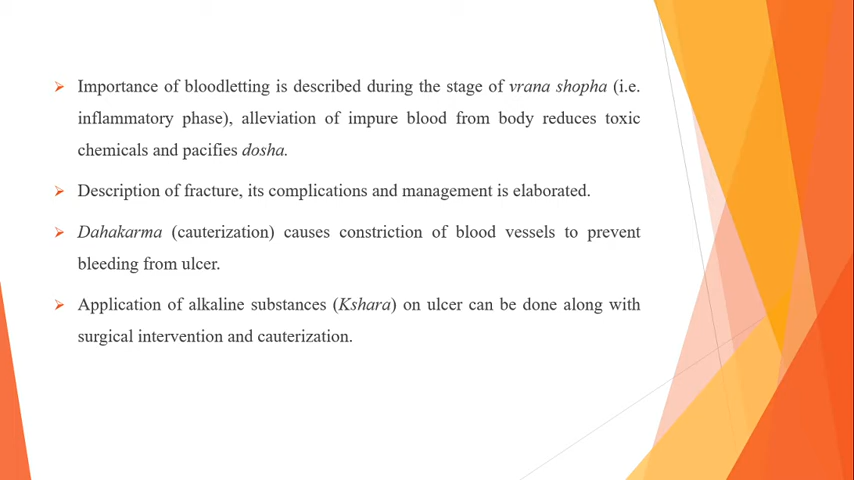 Importance of bloodletting is described during the stage of vrana shopha (i.e.
inflammatory phase), alleviation of impure blood from body reduces toxic
chemicals and pacifies dosha.
Description of fracture, its complications and management is elaborated.
Dahakarma (cauterization) causes constriction of blood vessels to prevent
bleeding from ulcer.
Application of alkaline substances (Kshara) on ulcer can be done along with
surgical intervention and cauterization.